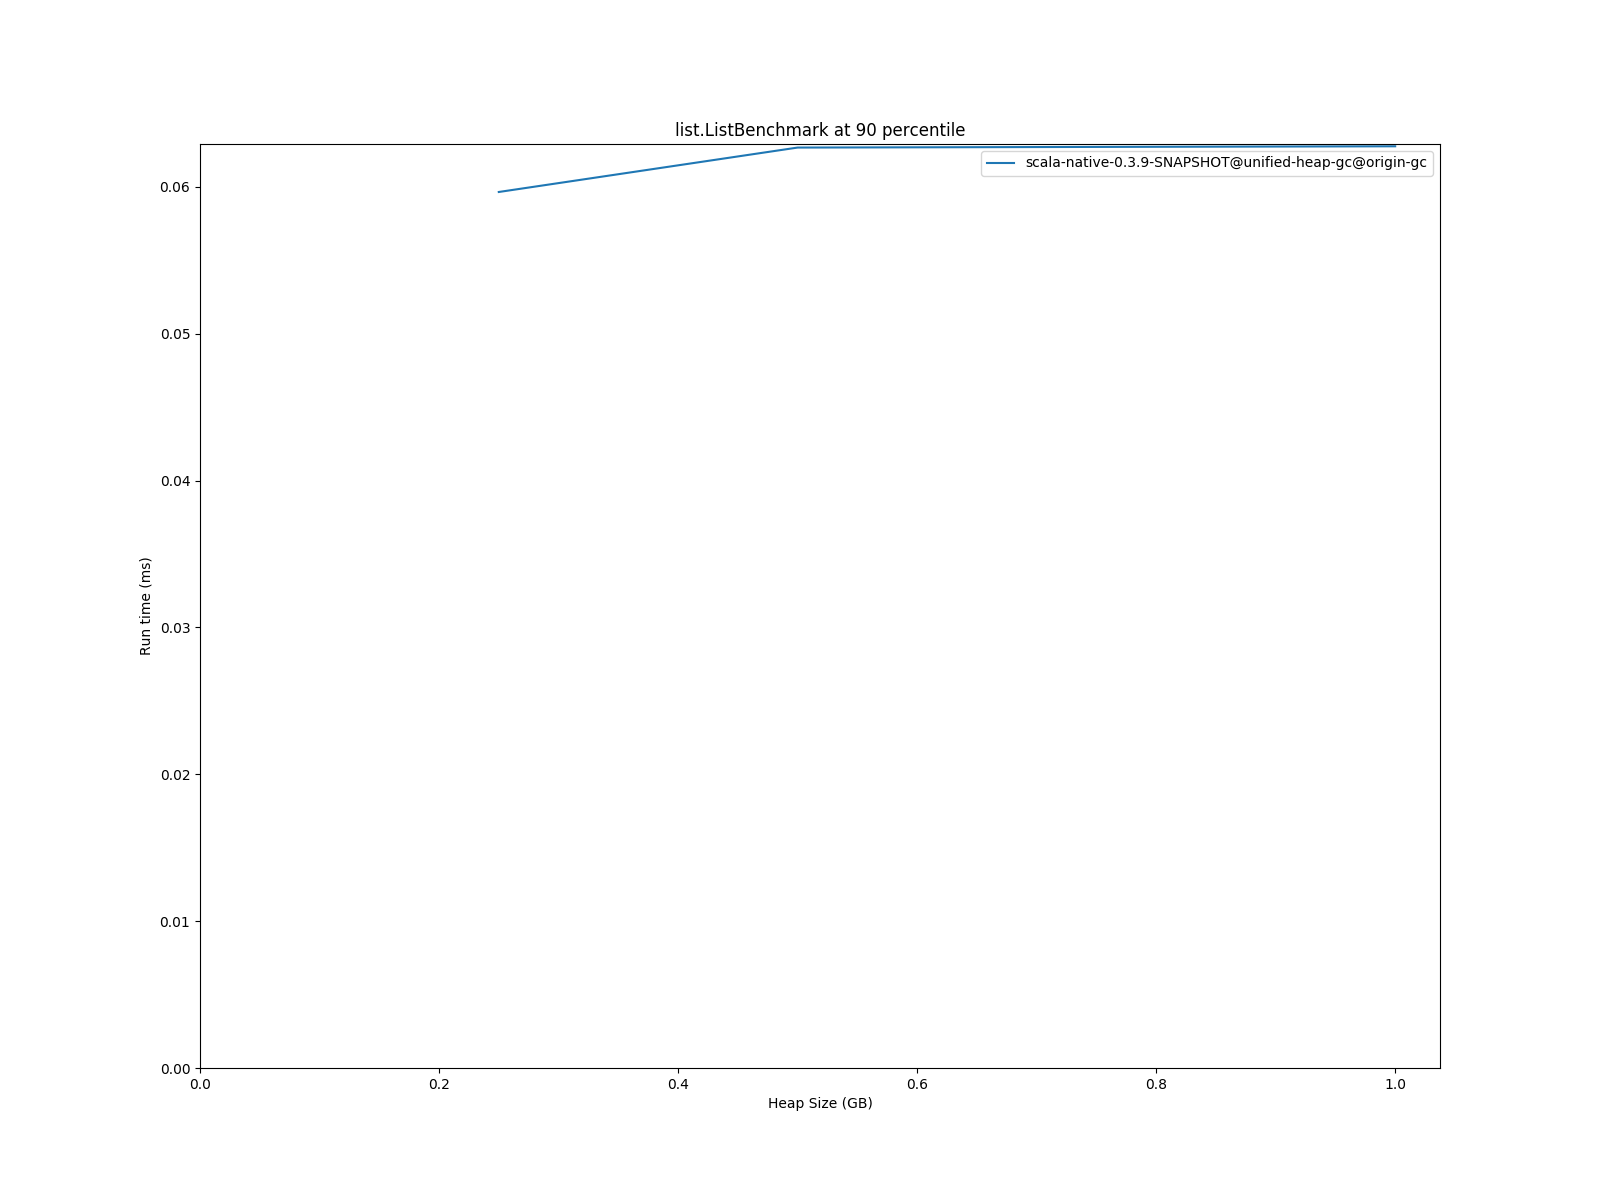 list.ListBenchmark at 90 percentile
scala-native-0.3.9-SNAPSHOT@unified-heap-gc@origin-gc
0.06
0.05
0.04
0.03
0.02
0.01
0.00
Run time (ms)
0.0 0.2 0.4 0.6 0.8 1.0
Heap Size (GB)